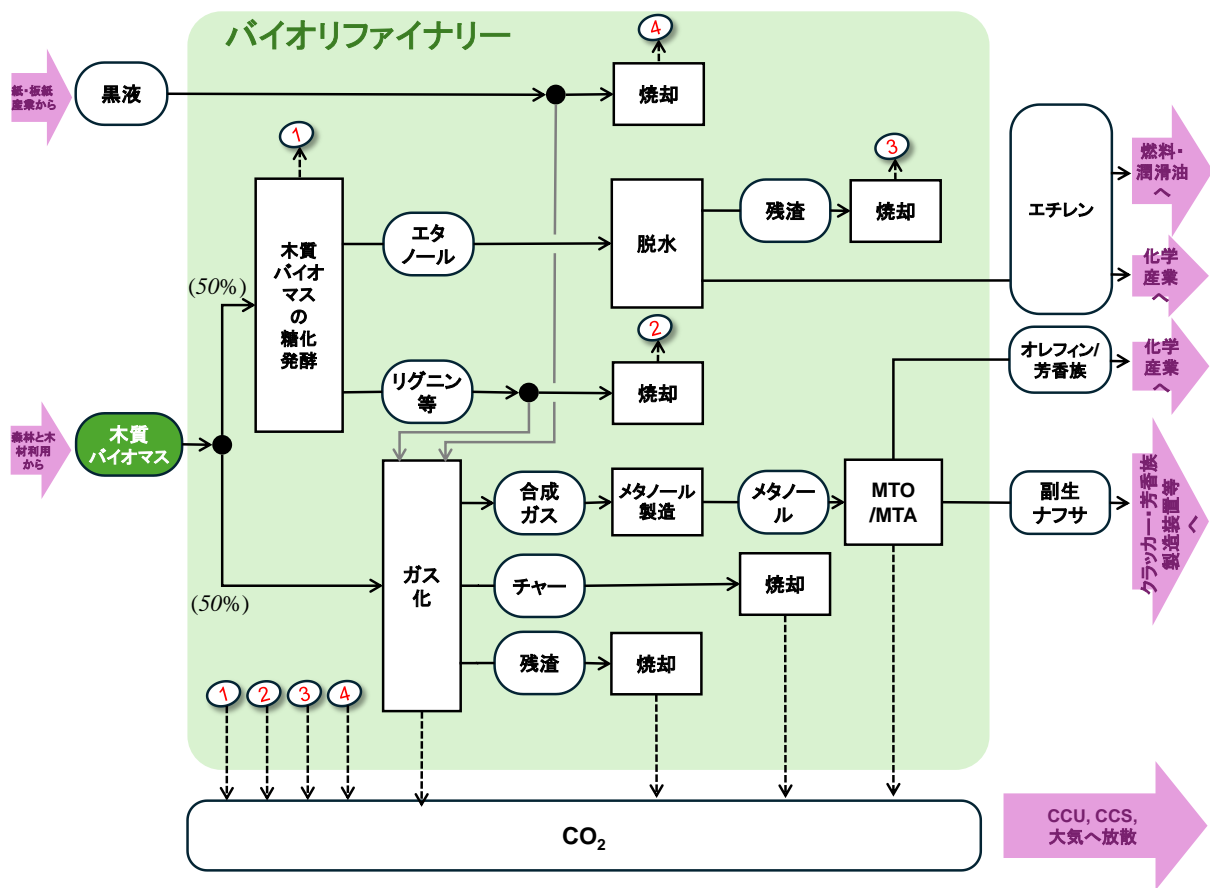 バイオリファイナリー
紙・板紙
産業から
黒液
焼却
4
1
木質
バイオ
マス
の
糖化
発酵
(50%)
エタ
ノール
脱水
残渣
焼却
3
エチレン
燃料・
潤滑油
へ
化学
産業
へ
リグニン
等
焼却
2
オレフィン/
芳香族
化学
産業
へ
森林と木
材利用
から
木質
バイオマス
(50%)
ガス
化
合成
ガス
メタノール
製造
メタノー
ル
MTO
/MTA
副生
ナフサ
クラッカー・芳香族
製造装置等
へ
チャー
焼却
残渣
焼却
1
2
3
4
CO₂
CCU, CCS,
大気へ放散